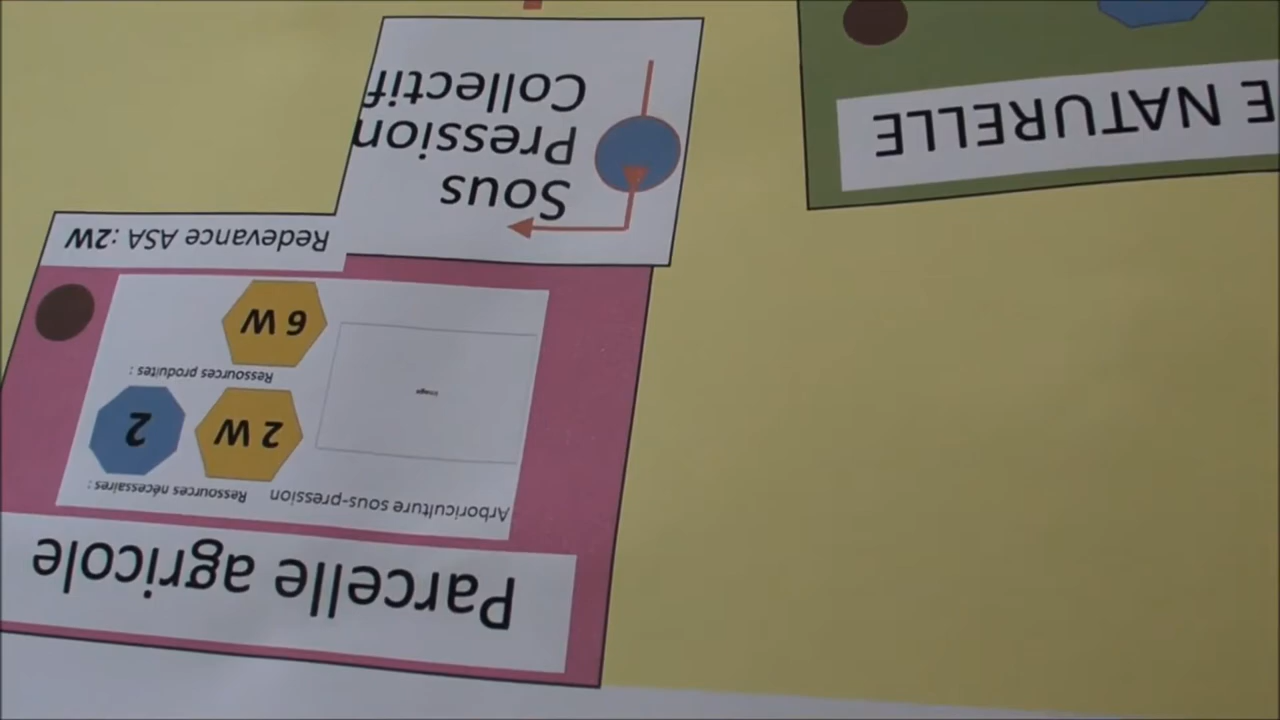 Parcelle agricole
Arboriculture sous-pression
Ressources nécessaires :
2 W
2
Image
Ressources produites :
6 W
Redevance ASA :2W
Sous
Pression
Collectif
E NATURELLE